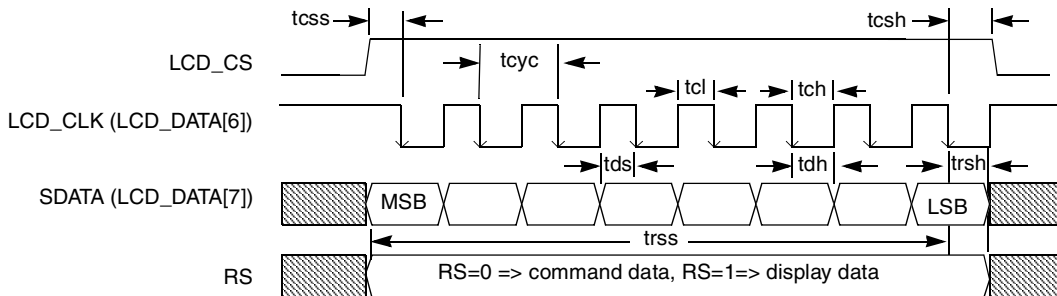 tcss
tcsh
LCD_CS
tcyc
tcl
tch
LCD_CLK (LCD_DATA[6])
tds
tdh
trsh
SDATA (LCD_DATA[7])
MSB
LSB
trss
RS
RS=0 => command data, RS=1=> display data